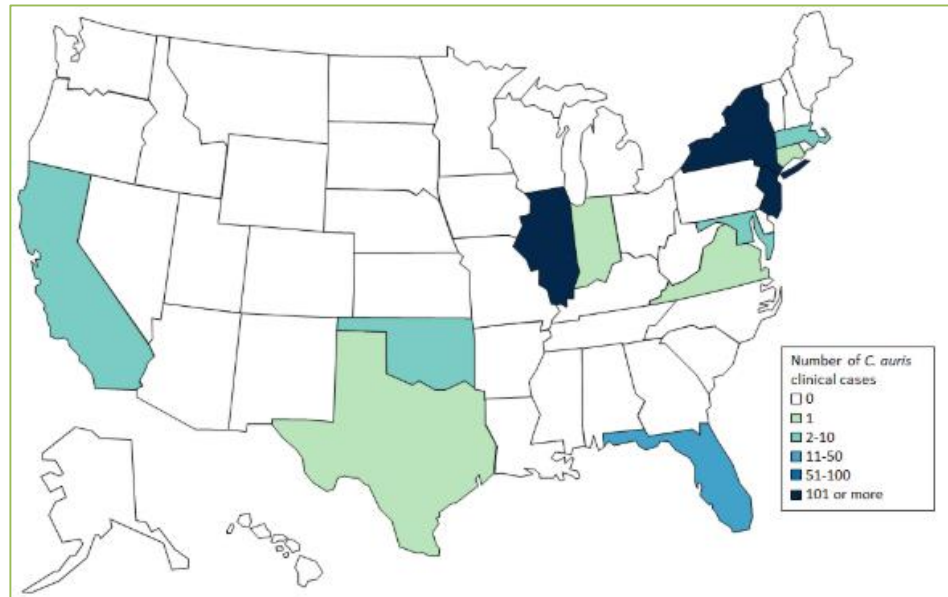 Number of C. auris
clinical cases
0
1
2-10
11-50
51-100
101 or more